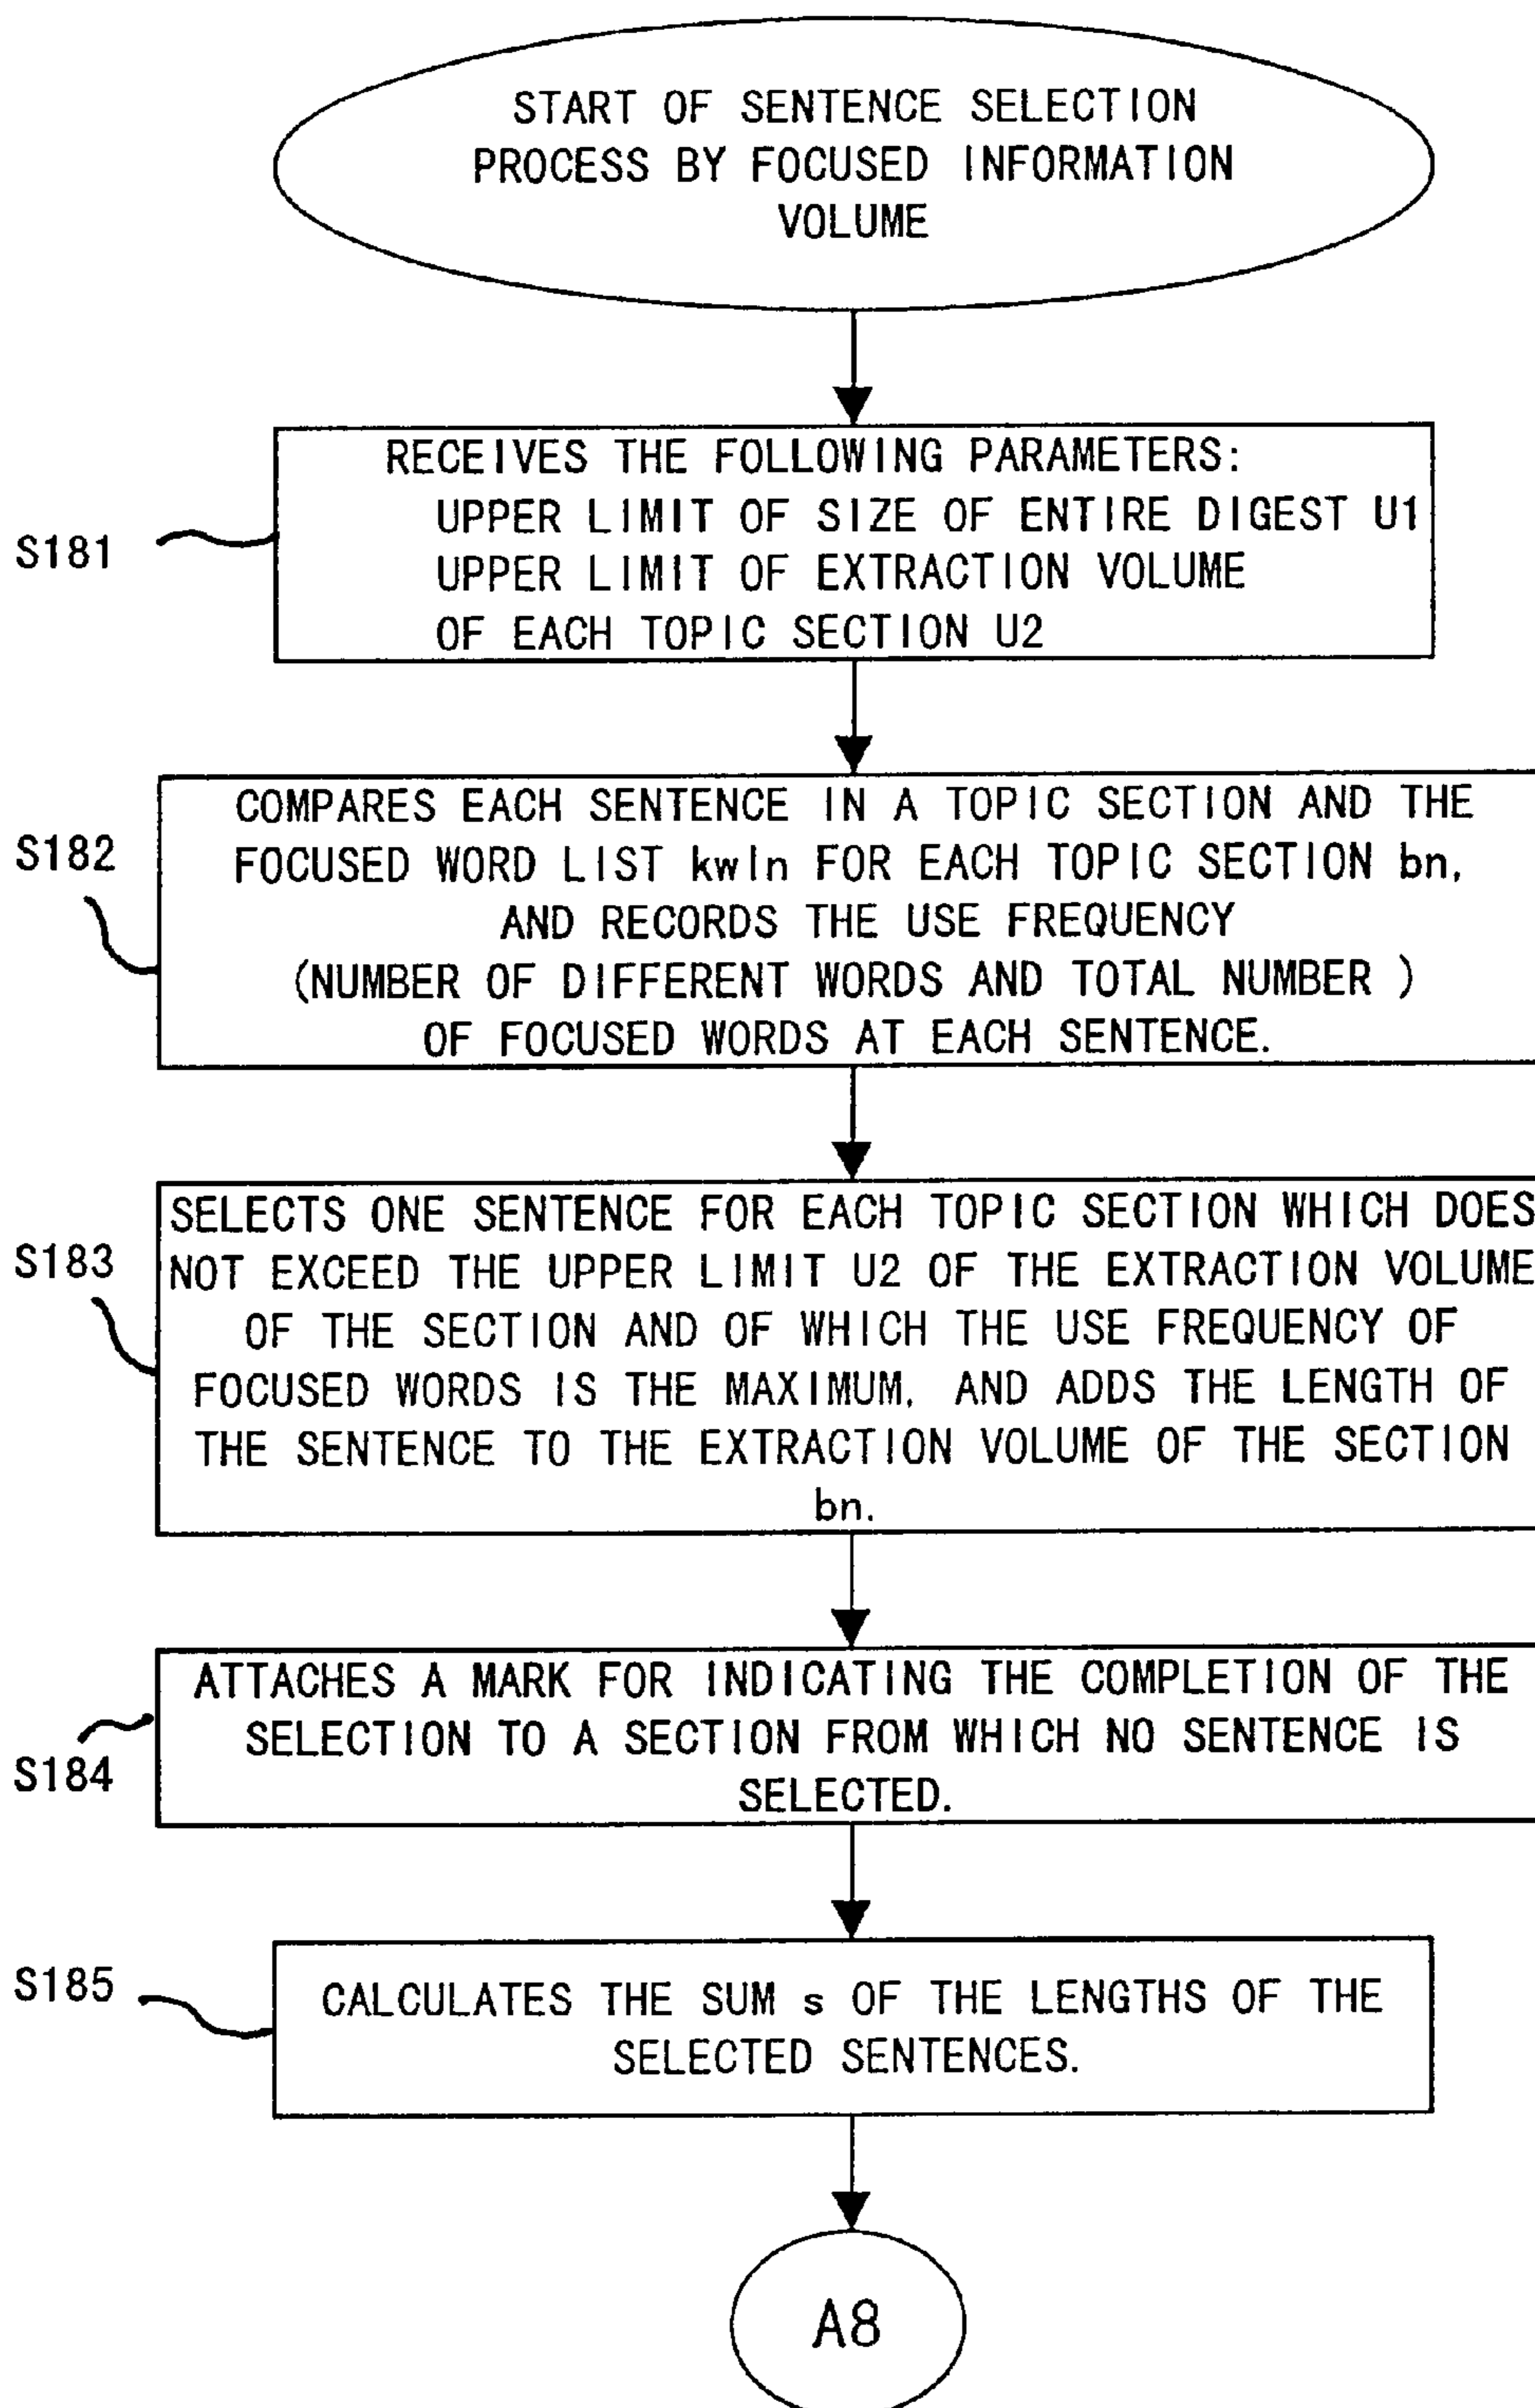 START OF SENTENCE SELECTION
PROCESS BY FOCUSED INFORMATION
VOLUME
S181
RECEIVES THE FOLLOWING PARAMETERS:
UPPER LIMIT OF SIZE OF ENTIRE DIGEST U1
UPPER LIMIT OF EXTRACTION VOLUME
OF EACH TOPIC SECTION U2
S182
COMPARES EACH SENTENCE IN A TOPIC SECTION AND THE
FOCUSED WORD LIST kwln FOR EACH TOPIC SECTION bn,
AND RECORDS THE USE FREQUENCY
(NUMBER OF DIFFERENT WORDS AND TOTAL NUMBER )
OF FOCUSED WORDS AT EACH SENTENCE.
S183
SELECTS ONE SENTENCE FOR EACH TOPIC SECTION WHICH DOES
NOT EXCEED THE UPPER LIMIT U2 OF THE EXTRACTION VOLUME
OF THE SECTION AND OF WHICH THE USE FREQUENCY OF
FOCUSED WORDS IS THE MAXIMUM, AND ADDS THE LENGTH OF
THE SENTENCE TO THE EXTRACTION VOLUME OF THE SECTION
bn.
S184
ATTACHES A MARK FOR INDICATING THE COMPLETION OF THE
SELECTION TO A SECTION FROM WHICH NO SENTENCE IS
SELECTED.
S185
CALCULATES THE SUM s OF THE LENGTHS OF THE
SELECTED SENTENCES.
A8